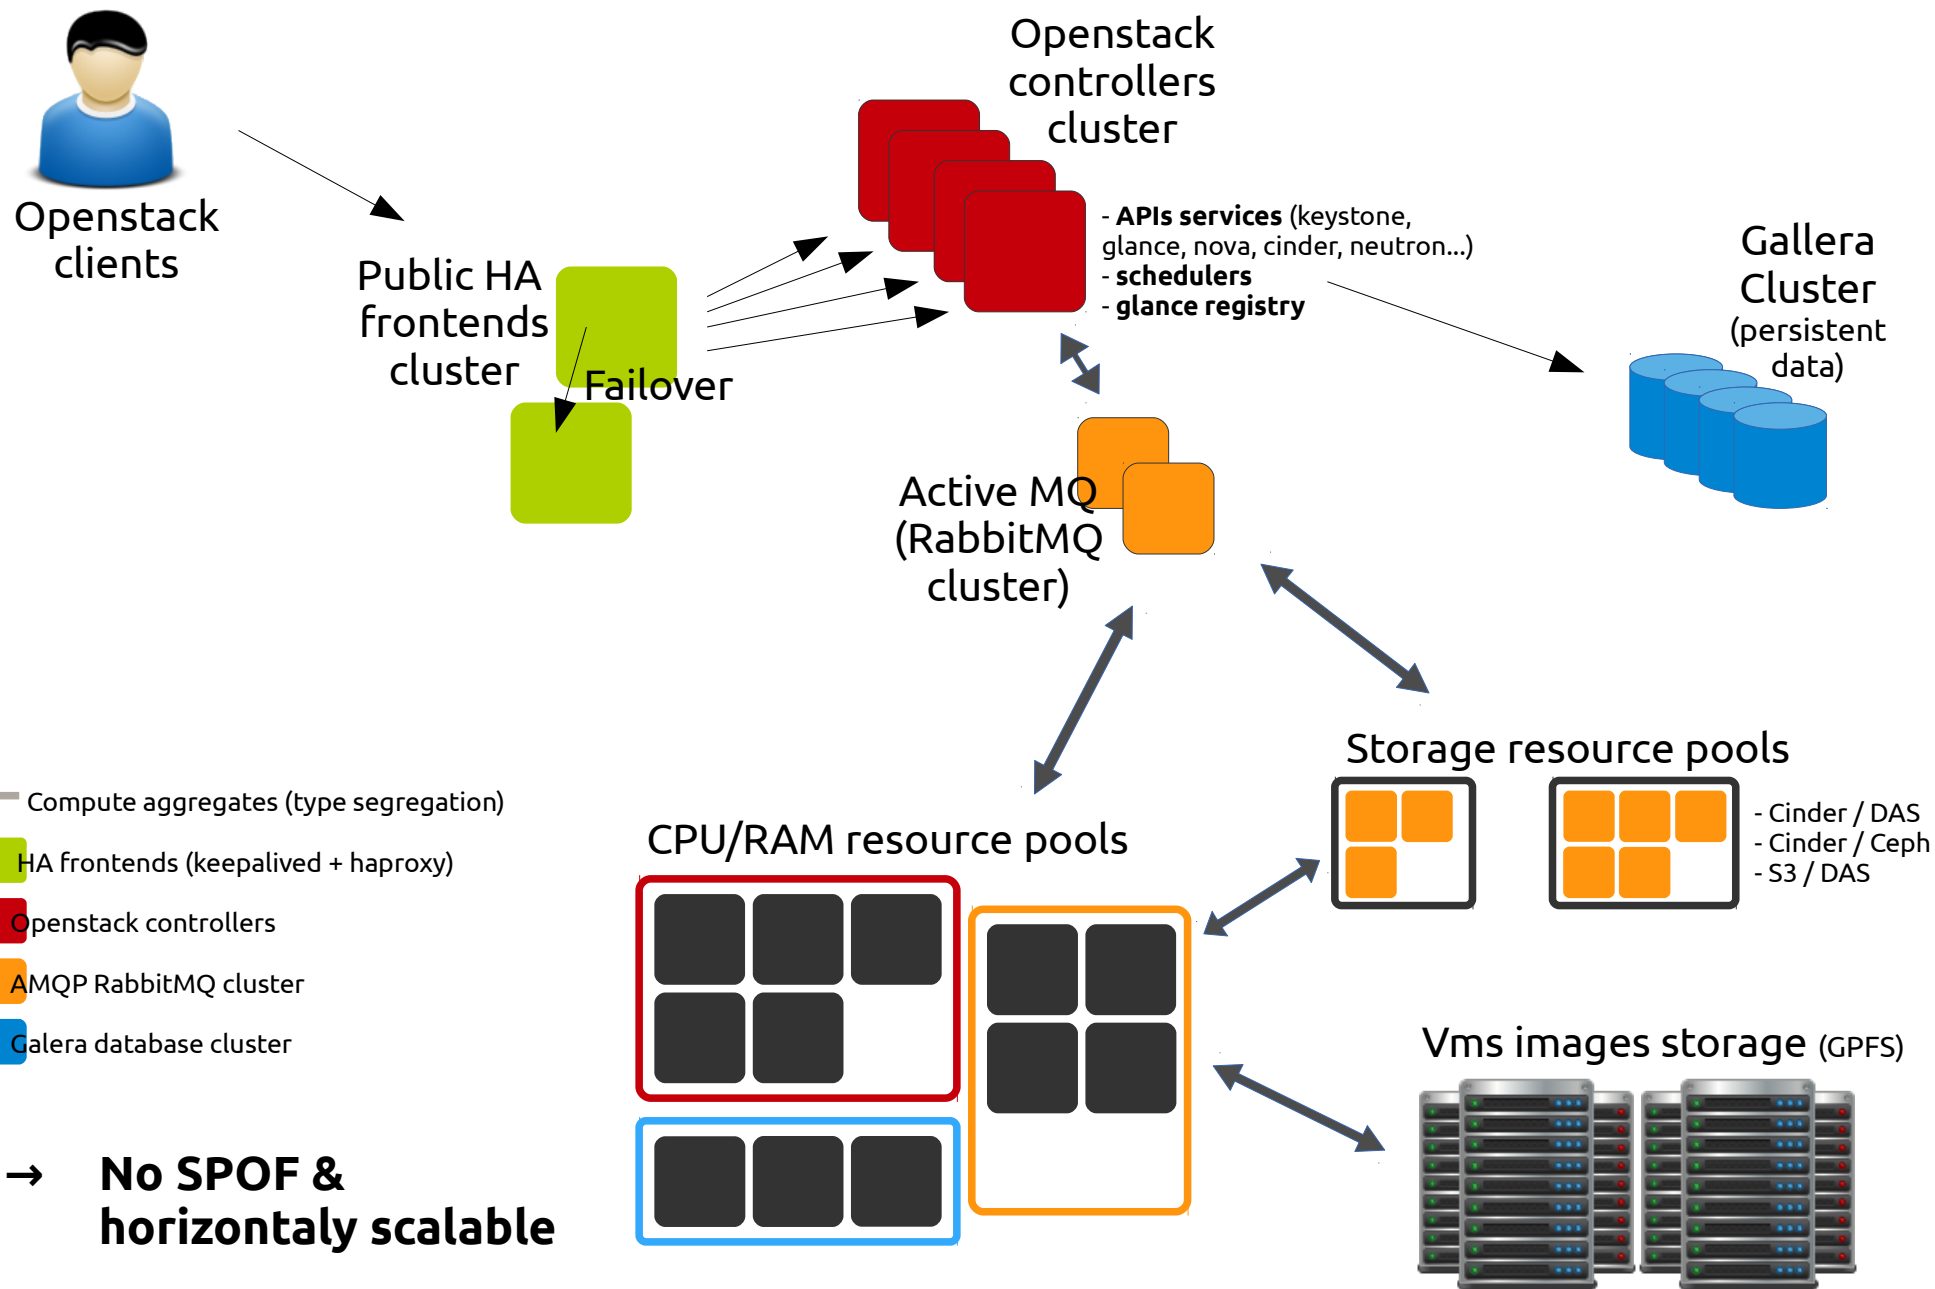 Openstack
clients
Public HA
frontends
cluster
Failover
Openstack
controllers
cluster
- APIs services (keystone,
glance, nova, cinder, neutron...)
- schedulers
- glance registry
Gallera
Cluster
(persistent
data)
Active MQ
(RabbitMQ
cluster)
Storage resource pools
- Cinder / DAS
- Cinder / Ceph
- S3 / DAS
CPU/RAM resource pools
Vms images storage (GPFS)
Compute aggregates (type segregation)
HA frontends (keepalived + haproxy)
Openstack controllers
AMQP RabbitMQ cluster
Galera database cluster
→ No SPOF &
horizontaly scalable